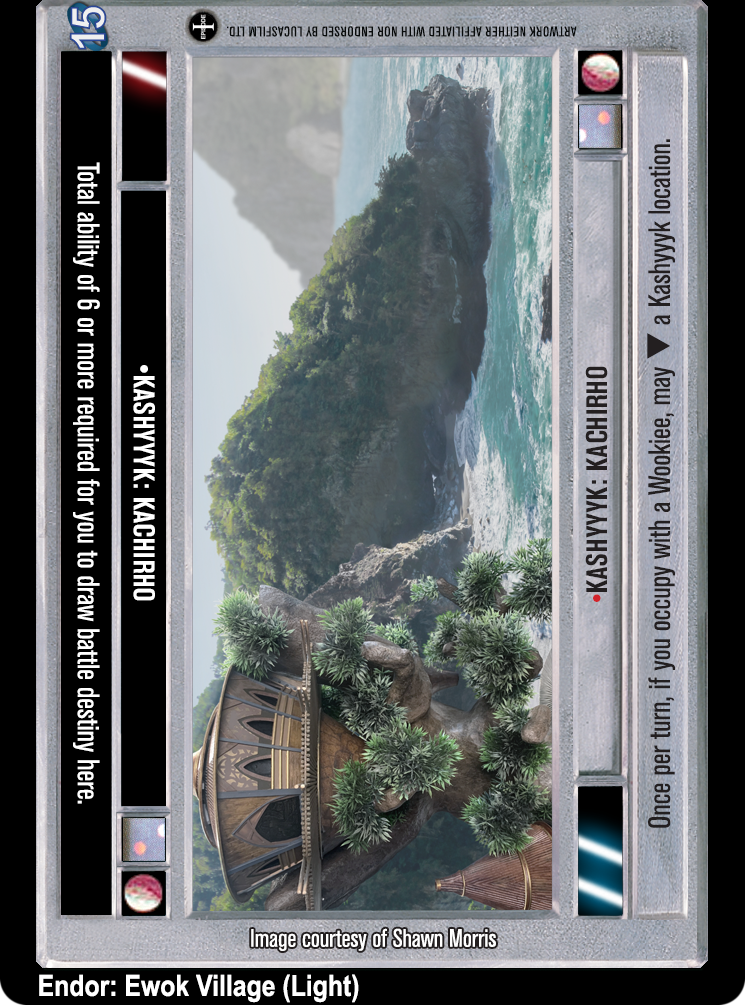 15
EPISODE I
ARTWORK NEITHER AFFILIATED WITH NOR ENDORSED BY LUCASFILM LTD.
Total ability of 6 or more required for you to draw battle destiny here.
•KASHYYYK: KACHIRHO
•KASHYYYK: KACHIRHO
Once per turn, if you occupy with a Wookiee, may ▼ a Kashyyyk location.
Image courtesy of Shawn Morris
Endor: Ewok Village (Light)